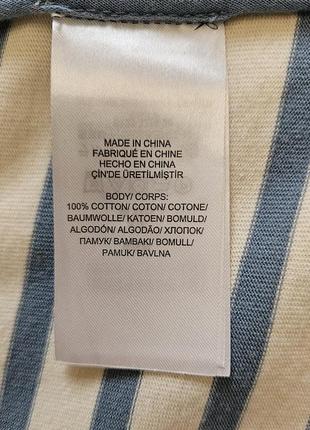 MADE IN CHINA
FABRIQUÉ EN CHINE
HECHO EN CHINA
ÇİN'DE ÜRETİLMİŞTİR
BODY/ CORPS:
100% COTTON/ COTON/ COTONE/
BAUMWOLLE/ KATOEN/ BOMULD/
ALGODÓN/ ALGODÃO/ ХЛОПОК/
ПАМУК/ BAMBAKI/ BOMULL/
PAMUK/ BAVLNA